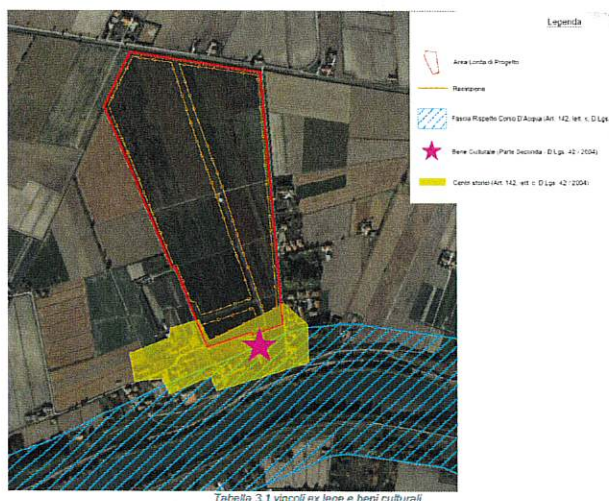 Legenda
Area Lorda di Progetto
Recinzione
Fascia Rispetto Corso D'Acqua (Art. 142, lett. c, D.Lgs.
Bene Culturale (Parte Seconda - D.Lgs. 42 - 2004)
Centri storici (Art. 142, lett. c. D.Lgs. 42 / 2004)
Tabella 3.1 vincoli ex lege e beni culturali